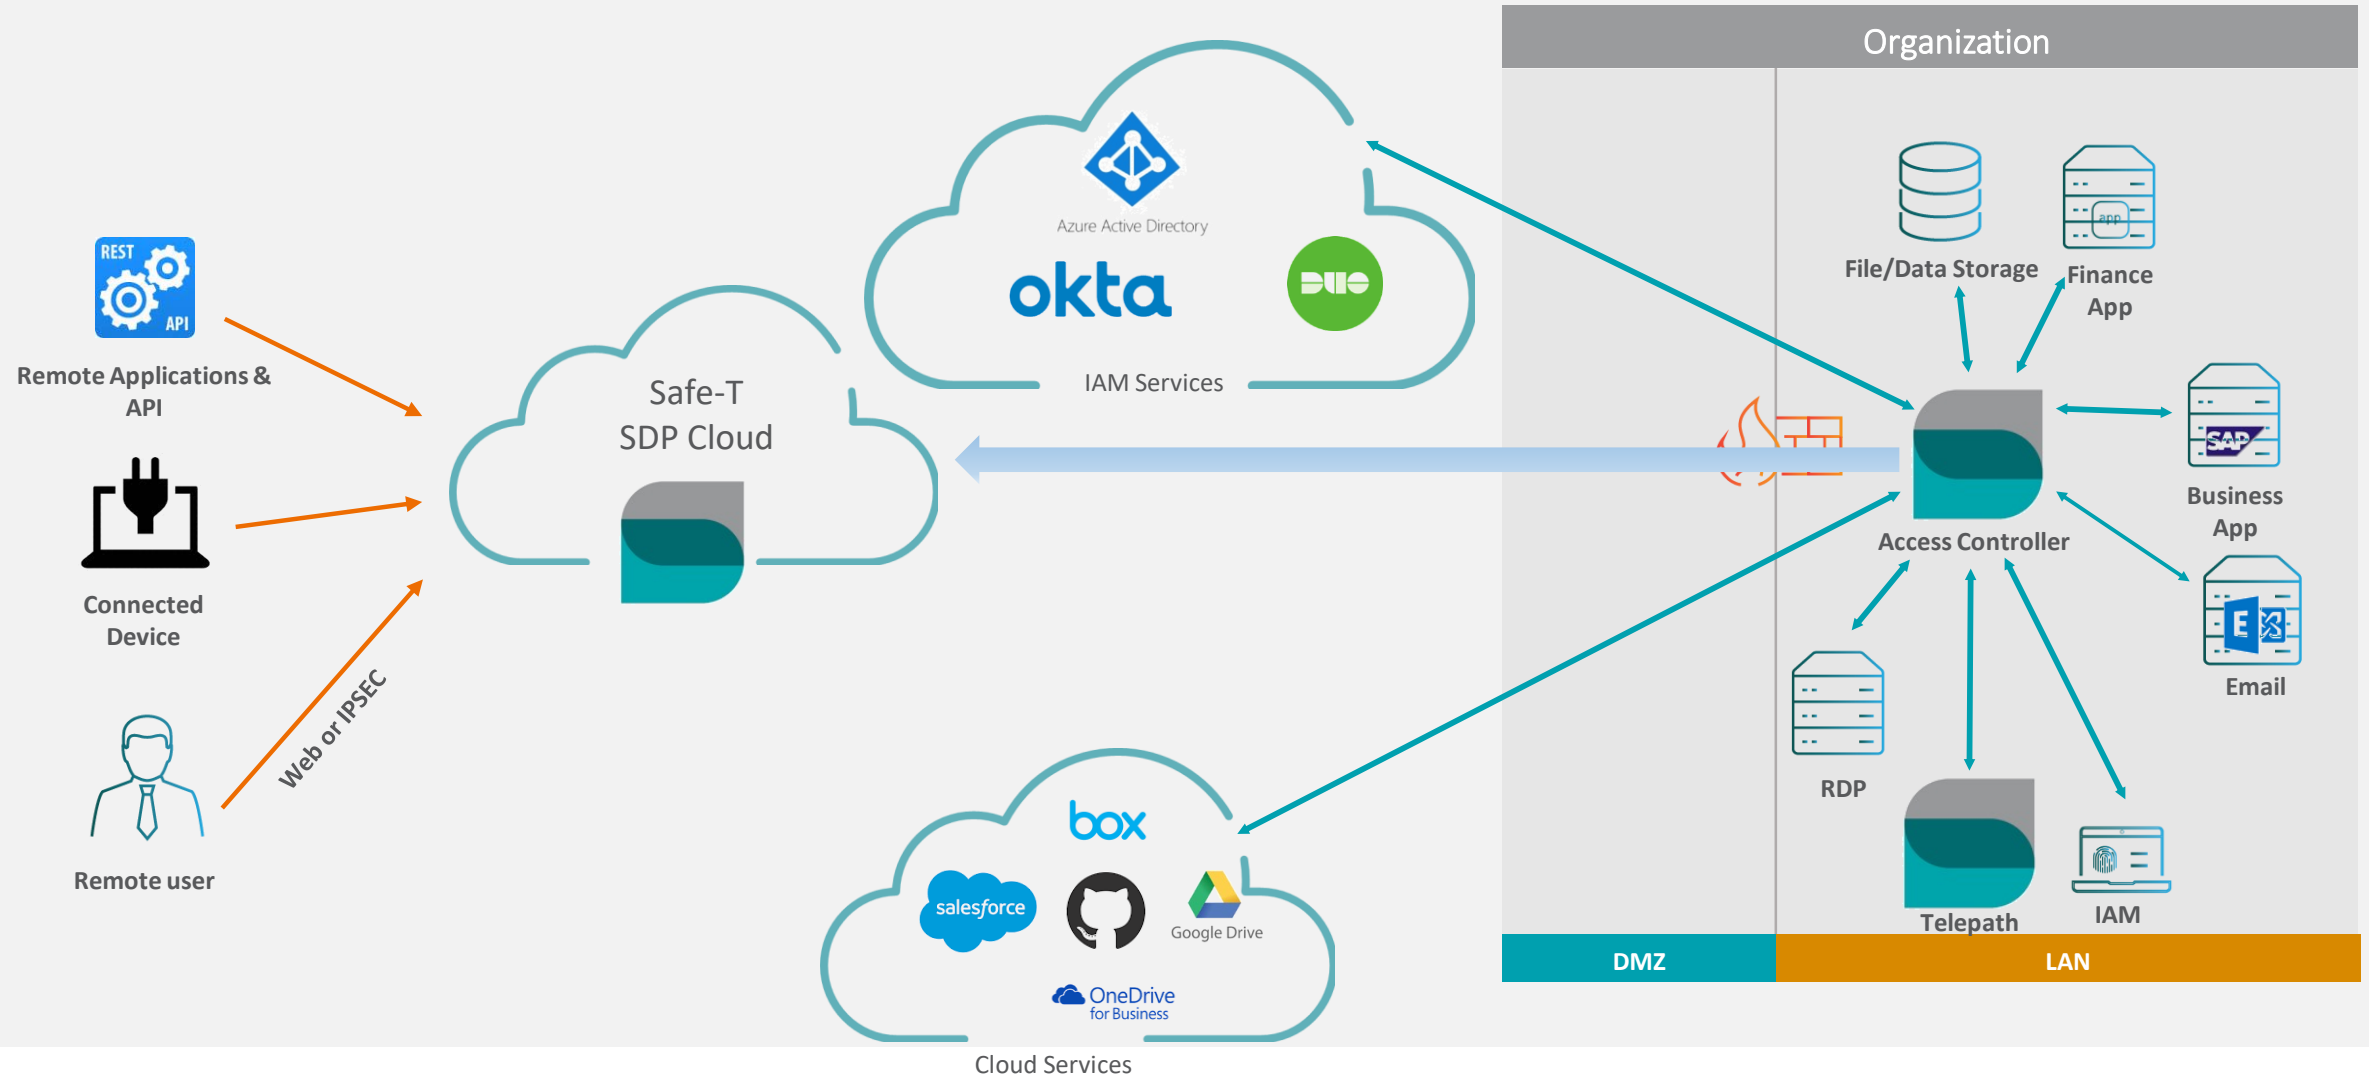 Organization
Azure Active Directory
okta
DUO
IAM Services
REST
API
Remote Applications &
API
Connected
Device
Web or IPSEC
Remote user
Safe-T
SDP Cloud
box
salesforce
Google Drive
OneDrive
for Business
Cloud Services
File/Data Storage
app
Finance
App
SAP
Business
App
Access Controller
E
Email
RDP
Telepath
IAM
DMZ
LAN